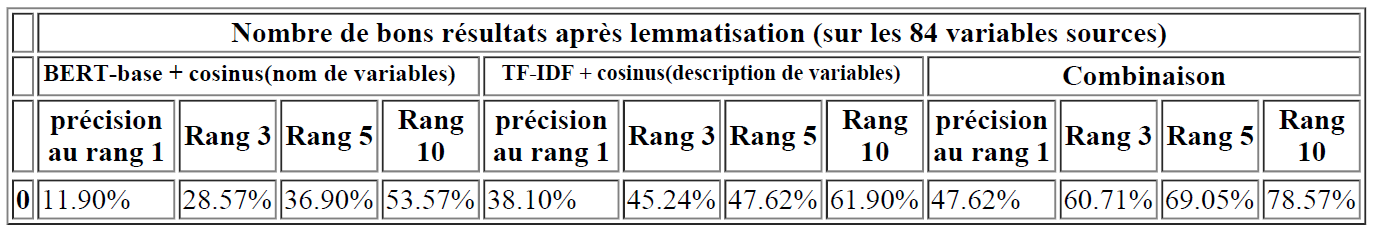 Nombre de bons résultats après lemmatisation (sur les 84 variables sources)
BERT-base + cosinus(nom de variables) TF-IDF + cosinus(description de variables) Combinaison
précision au rang 1 Rang 3 Rang 5 Rang 10 précision au rang 1 Rang 3 Rang 5 Rang 10 précision au rang 1 Rang 3 Rang 5 Rang 10
0 11.90% 28.57% 36.90% 53.57% 38.10% 45.24% 47.62% 61.90% 47.62% 60.71% 69.05% 78.57%